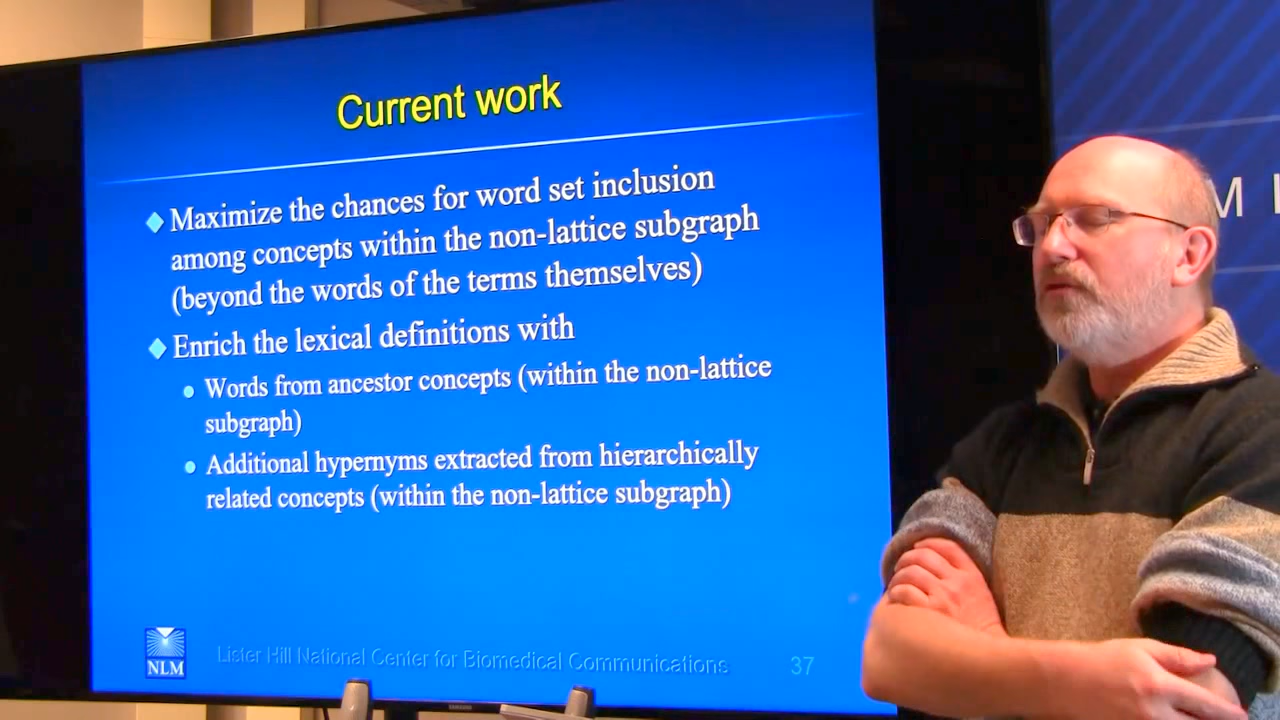 Current work
Maximize the chances for word set inclusion
among concepts within the non-lattice subgraph
(beyond the words of the terms themselves)
Enrich the lexical definitions with
Words from ancestor concepts (within the non-lattice
subgraph)
Additional hypernyms extracted from hierarchically
related concepts (within the non-lattice subgraph)
NLM
Lister Hill National Center for Biomedical Communications
37
SAMSUNG
M